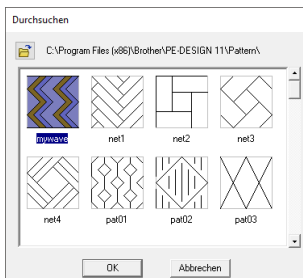 Durchsuchen
C:\Program Files (x86)\Brother\PE-DESIGN 11\Pattern\
mywave net1 net2 net3
net4 pat01 pat02 pat03
OK Abbrechen